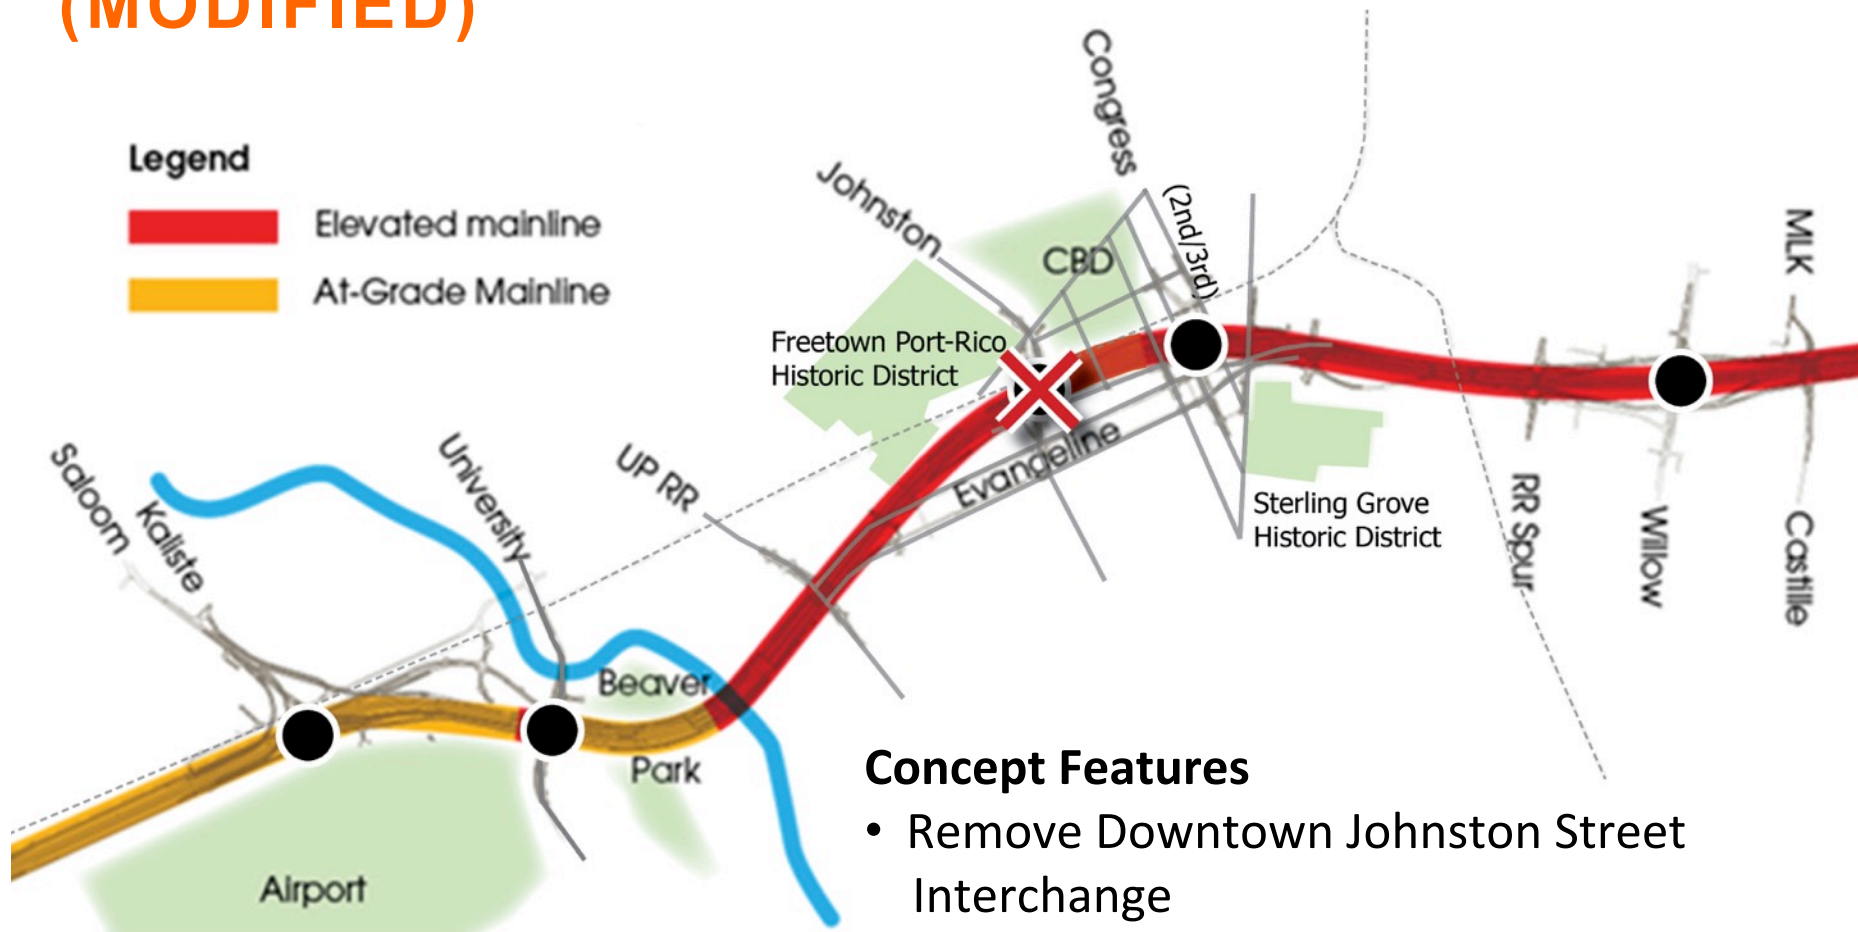 (MODIFIED)
Legend
Elevated mainline
At-Grade Mainline
Congress
(2nd/3rd)
Johnston
CBD
MLK
Freetown Port-Rico
Historic District
Evangeline
UP RR
University
Saloom
Kaliste
Sterling Grove
Historic District
RR Spur
Willow
Castille
Beaver
Park
Airport
Concept Features
• Remove Downtown Johnston Street
Interchange